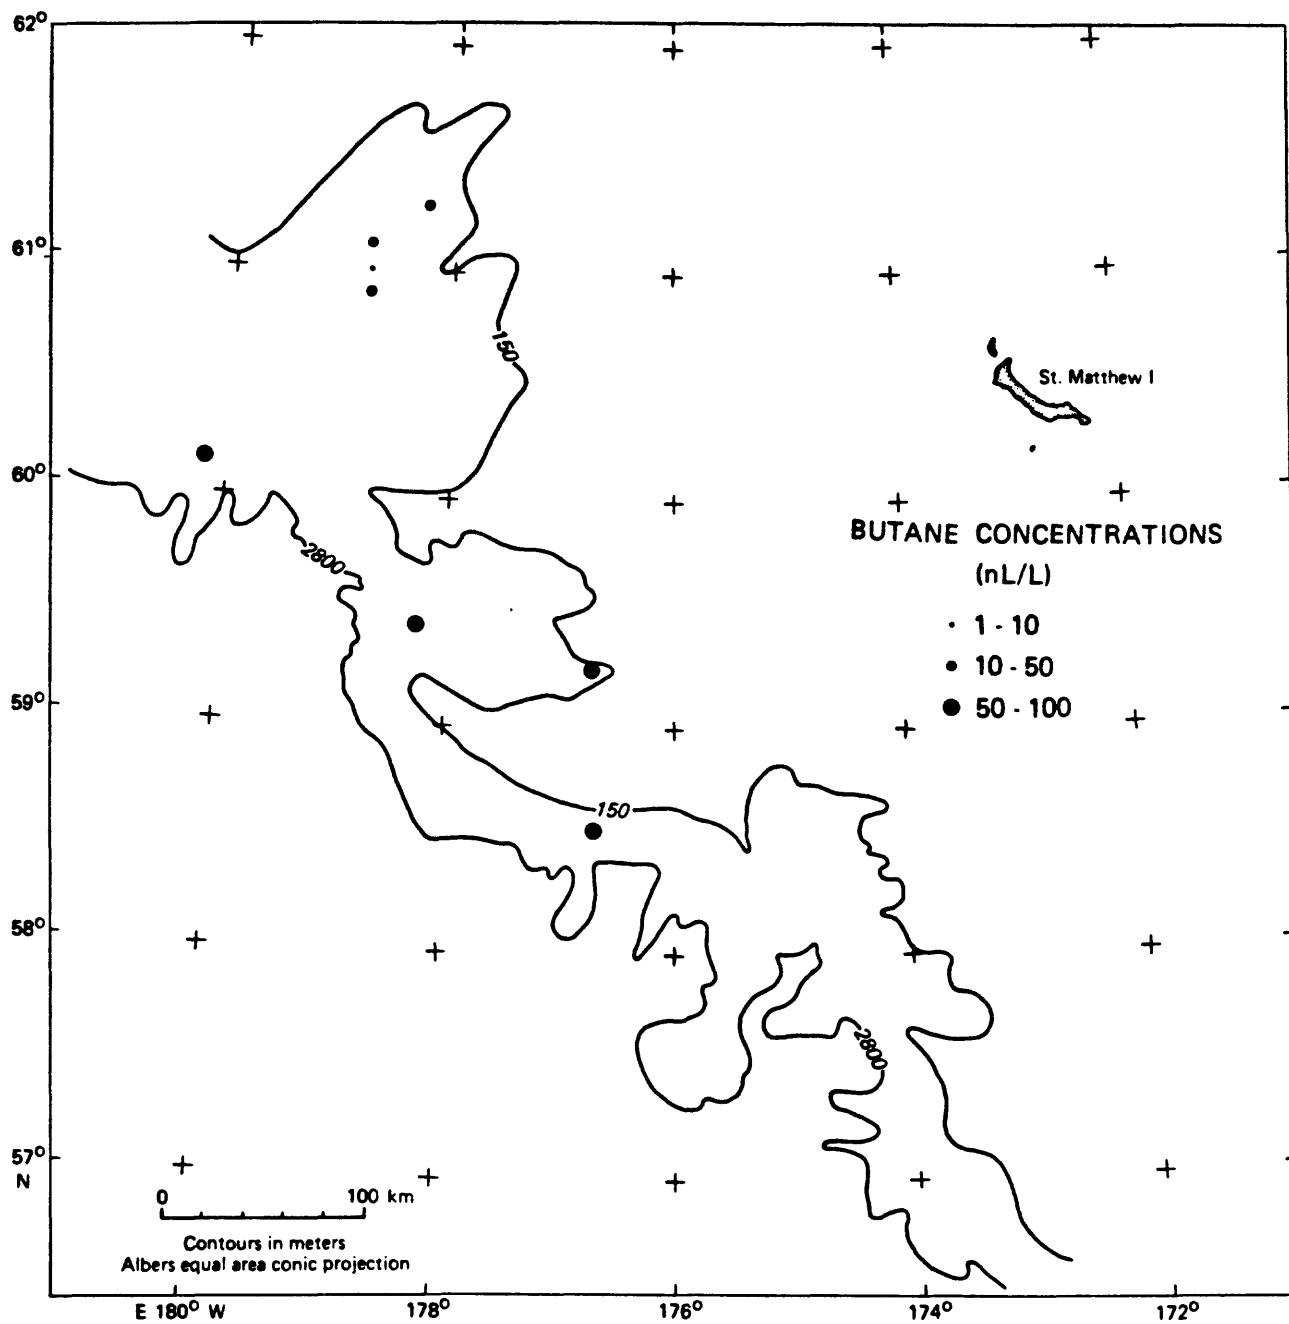 62°
61°
150
St. Matthew I
60°
BUTANE CONCENTRATIONS
(nL/L)
2800
1 - 10
10 - 50
59°
50 - 100
150
58°
2800
57°
N
0 100 km
Contours in meters
Albers equal area conic projection
E 180° W 178° 176° 174° 172°